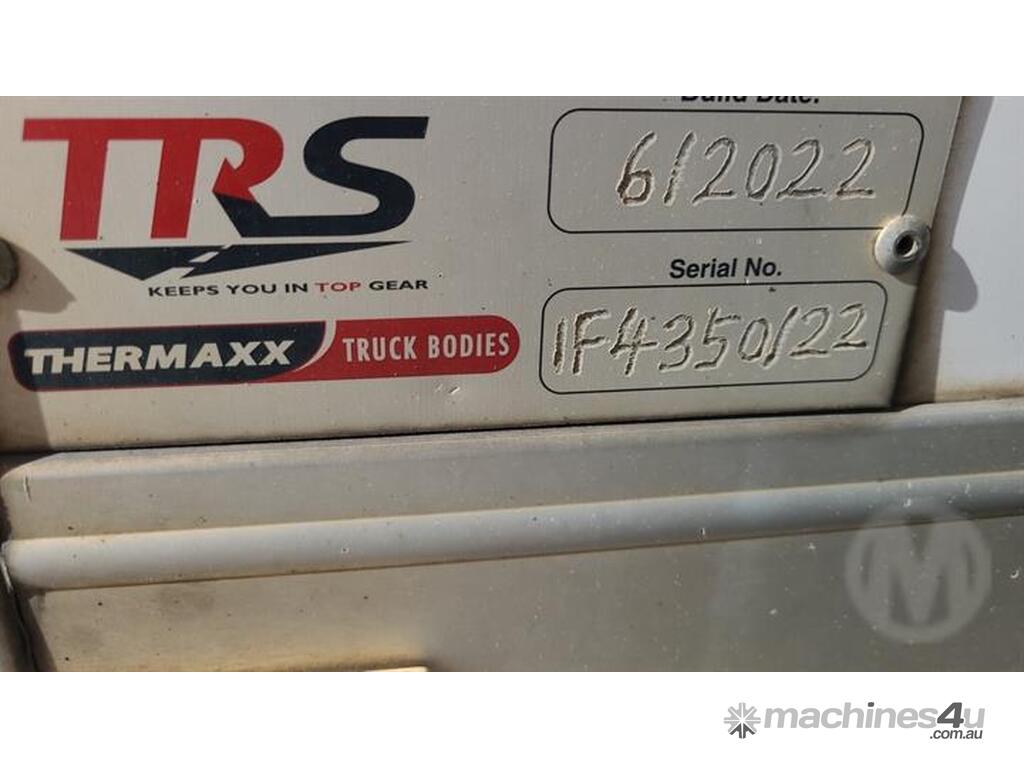 TRS
KEEPS YOU IN TOP GEAR
THERMAXX TRUCK BODIES
Build Date:
6/2022
Serial No.
IF4350/22
M
machines4u
.com.au